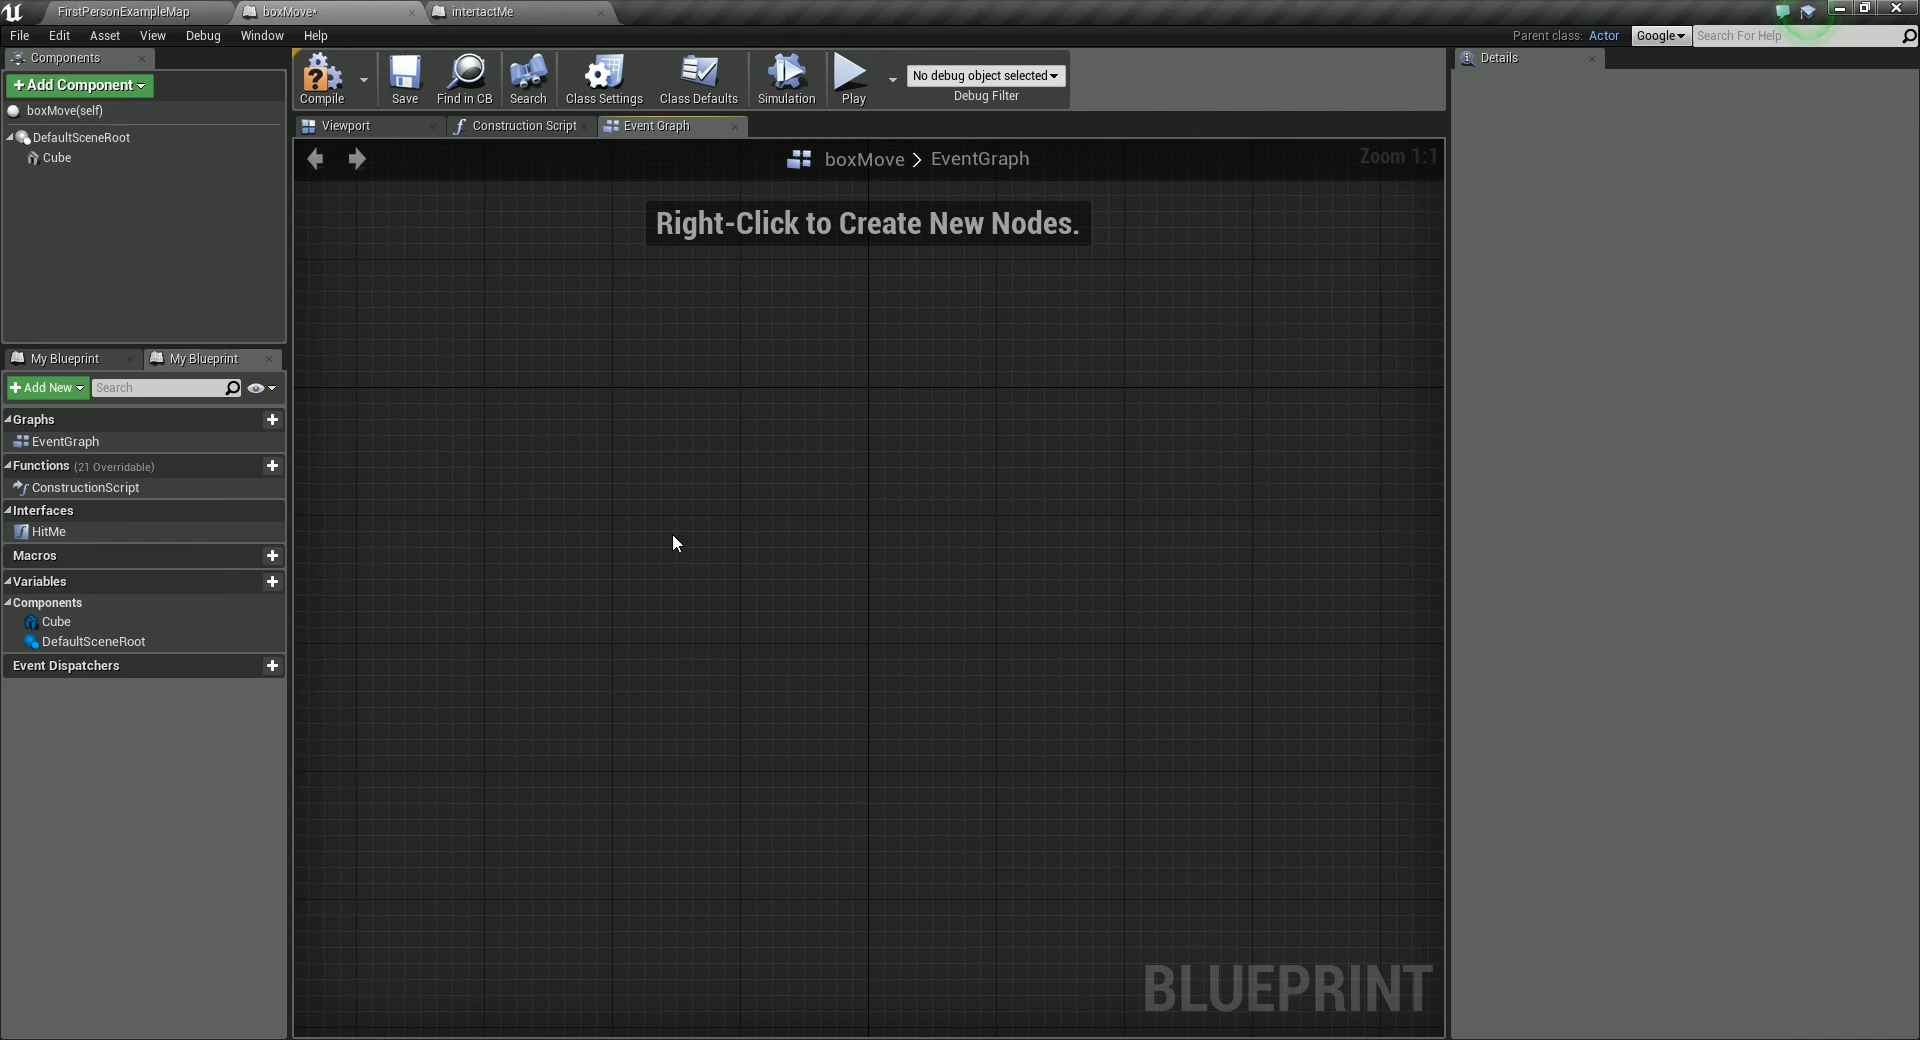 FirstPersonExampleMap
boxMove*
intertactMe
File
Edit
Asset
View
Debug
Window
Help
Parent class: Actor
Google
Search For Help
Components
Add Component
boxMove(self)
DefaultSceneRoot
Cube
Compile
Save
Find in CB
Search
Class Settings
Class Defaults
Simulation
Play
No debug object selected
Debug Filter
Details
Viewport
Construction Script
Event Graph
boxMove > EventGraph
Zoom 1:1
Right-Click to Create New Nodes.
My Blueprint
My Blueprint
Add New
Search
Graphs
EventGraph
Functions (21 Overridable)
ConstructionScript
Interfaces
HitMe
Macros
Variables
Components
Cube
DefaultSceneRoot
Event Dispatchers
BLUEPRINT